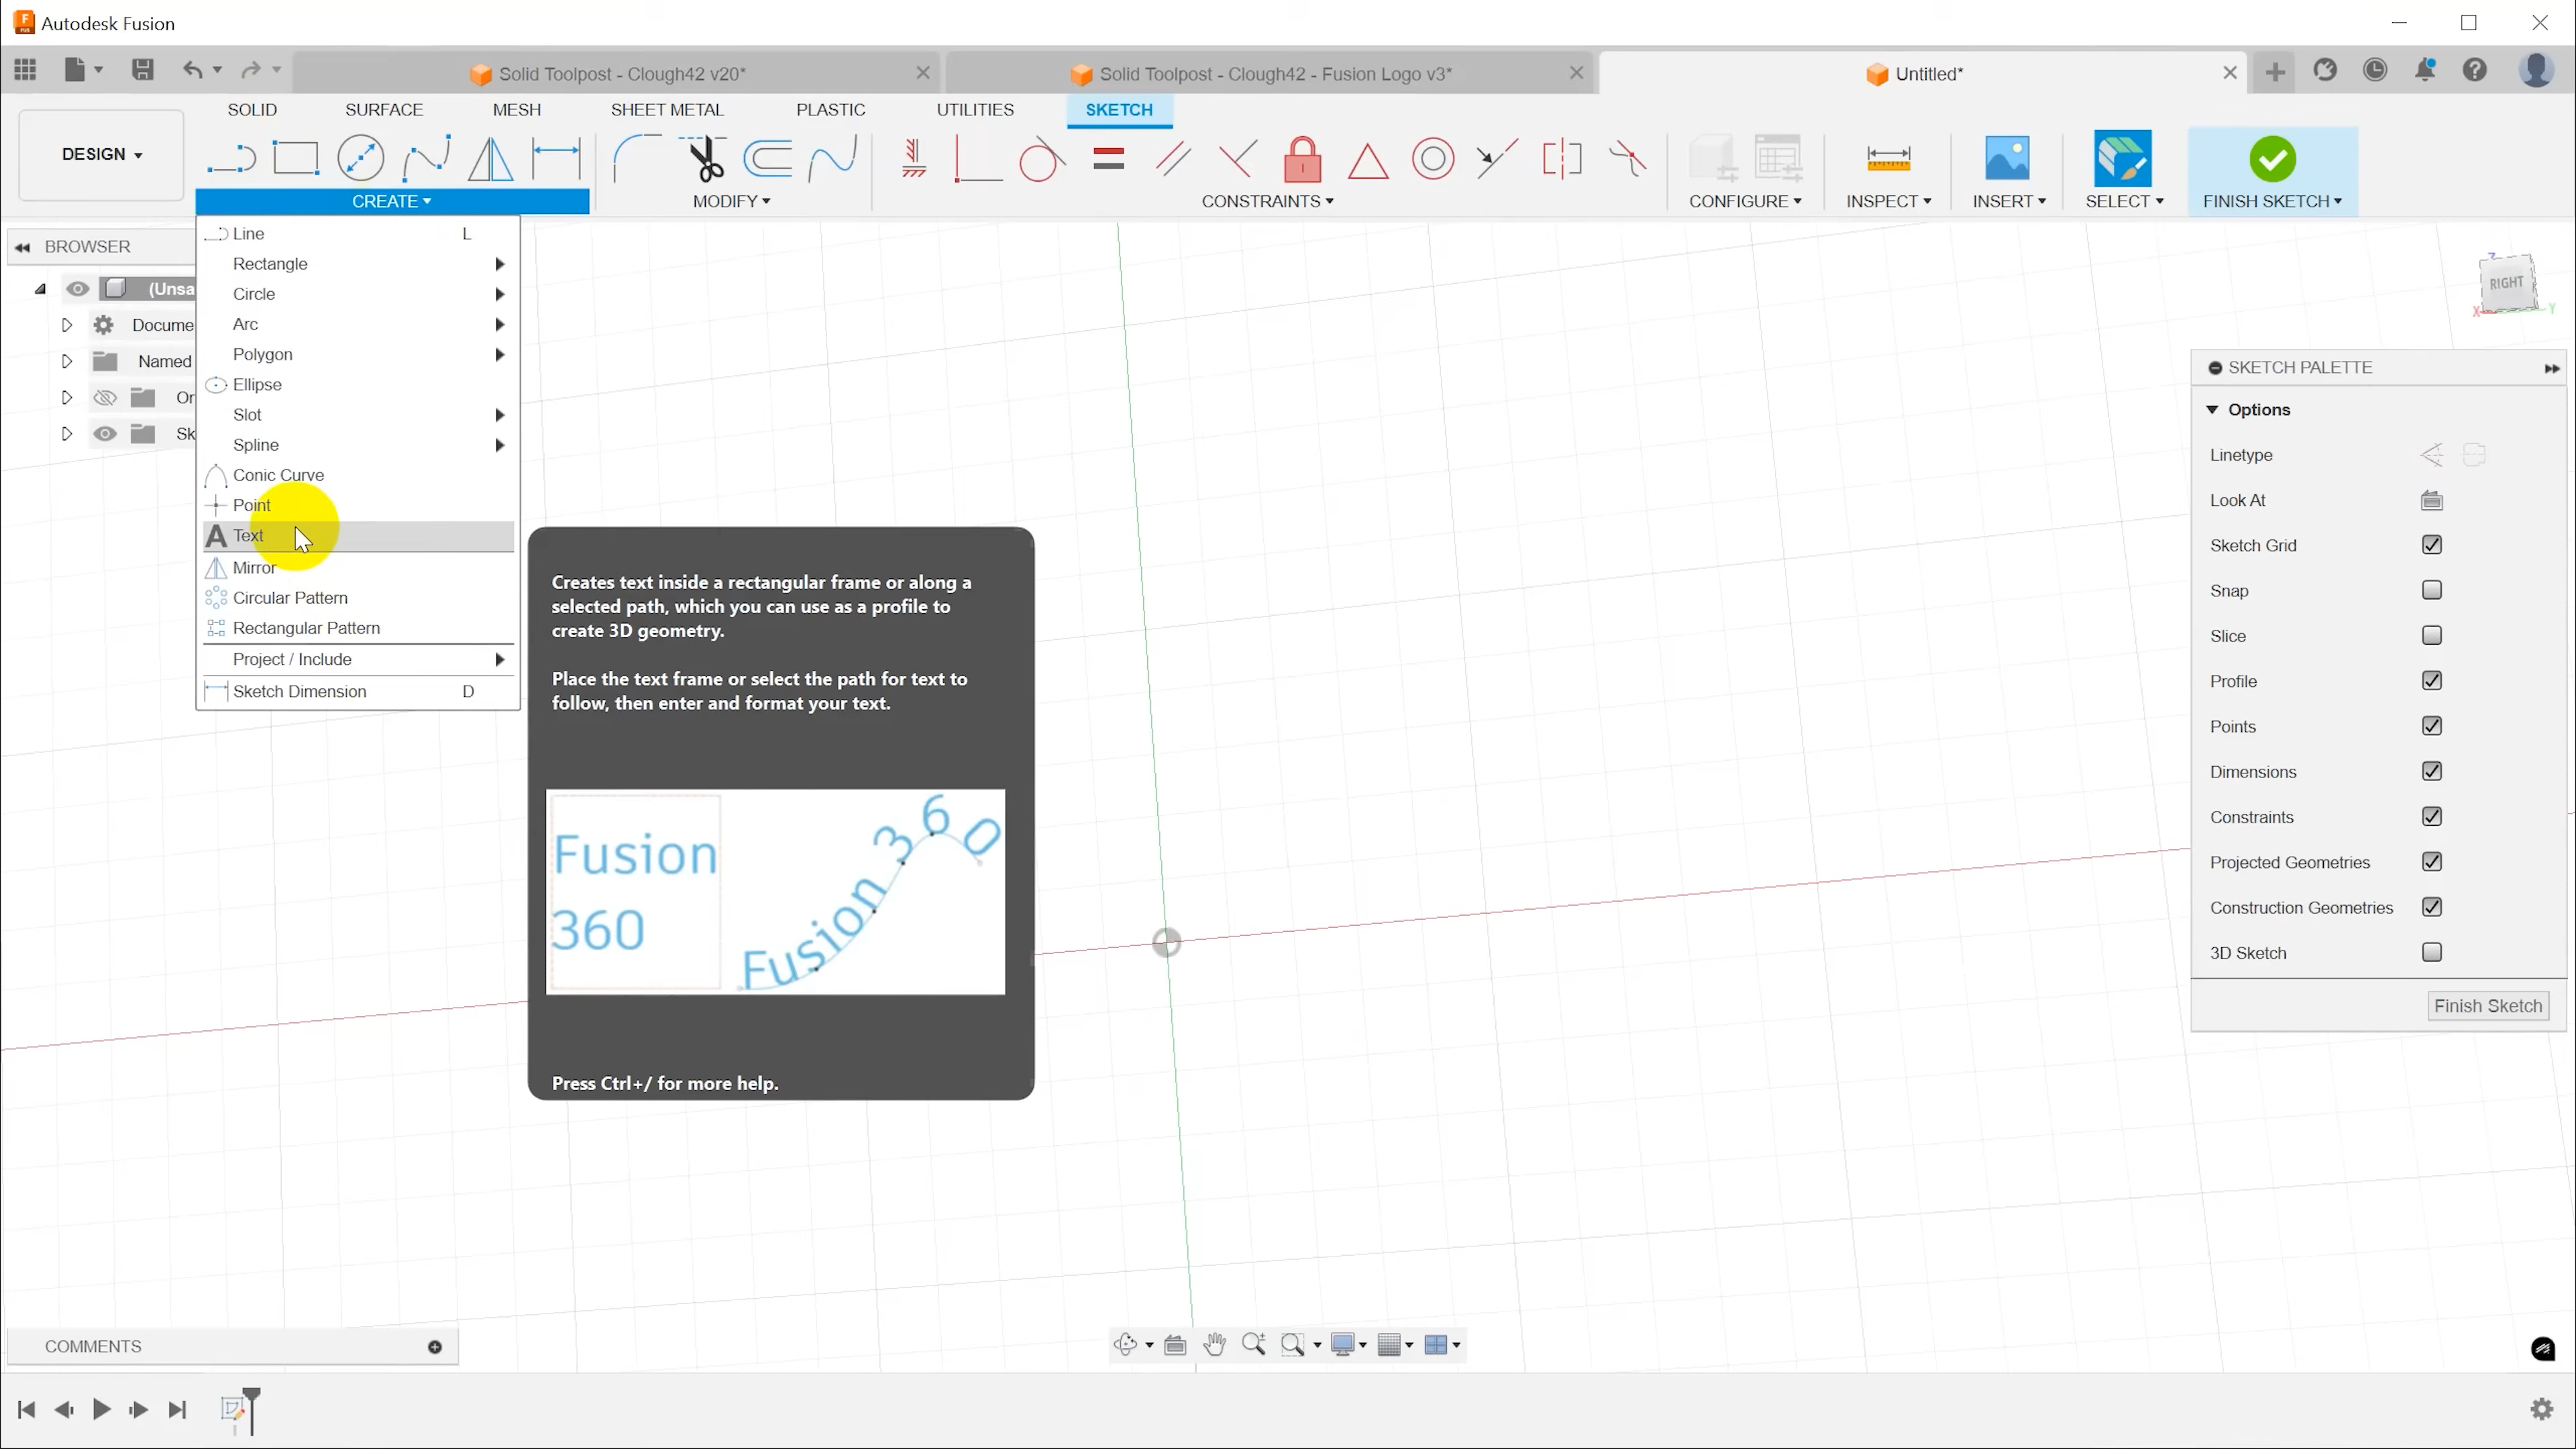 Autodesk Fusion
Solid Toolpost - Clough42 v20*
Solid Toolpost - Clough42 - Fusion Logo v3*
Untitled*
DESIGN
SOLID
SURFACE
MESH
SHEET METAL
PLASTIC
UTILITIES
SKETCH
CREATE
MODIFY
CONSTRAINTS
CONFIGURE
INSPECT
INSERT
SELECT
FINISH SKETCH
BROWSER
(Unsa
Docume
Named
Or
Sk
Line L
Rectangle
Circle
Arc
Polygon
Ellipse
Slot
Spline
Conic Curve
Point
Text
Mirror
Circular Pattern
Rectangular Pattern
Project / Include
Sketch Dimension D
Creates text inside a rectangular frame or along a
selected path, which you can use as a profile to
create 3D geometry.
Place the text frame or select the path for text to
follow, then enter and format your text.
Fusion
360
Fusion 360
Press Ctrl+/ for more help.
Z
RIGHT
X
Y
SKETCH PALETTE
Options
Linetype
Look At
Sketch Grid
Snap
Slice
Profile
Points
Dimensions
Constraints
Projected Geometries
Construction Geometries
3D Sketch
Finish Sketch
COMMENTS